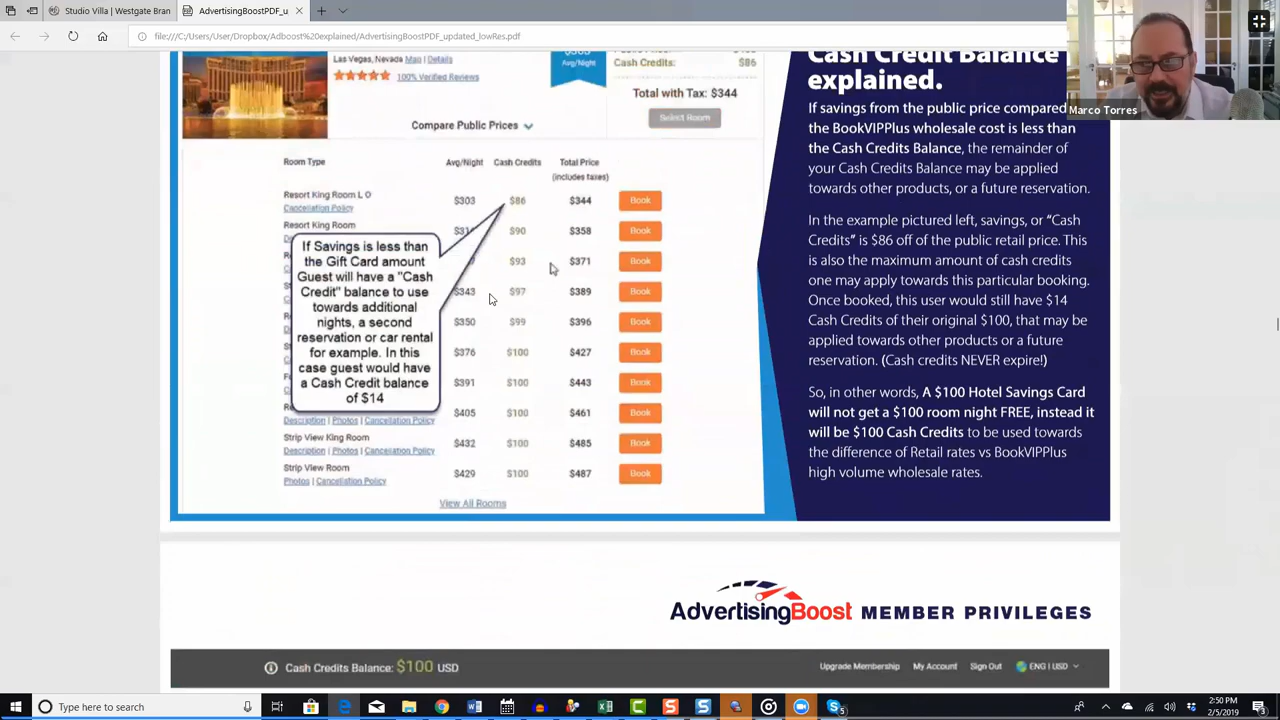 Studio Villa | Westgate Bran
AdvertisingBoostPDF_u
file:///C:/Users/User/Dropbox/Adboost%20explained/AdvertisingBoostPDF_updated_lowRes.pdf
Marco Torres
Las Vegas, Nevada Map | Details
100% Verified Reviews
Avg/Night
Cash Credits: $86
Total with Tax: $344
Select Room
Compare Public Prices
Room Type Avg/Night Cash Credits Total Price
(includes taxes)
Resort King Room L O $303 $86 $344 Book
Cancellation Policy
Resort King Room $90 $358 Book
$93 $371 Book
$343 $97 $389 Book
$350 $99 $396 Book
$376 $100 $427 Book
$391 $100 $443 Book
$405 $100 $461 Book
Description | Photos | Cancellation Policy
Strip View King Room $432 $100 $485 Book
Description | Photos | Cancellation Policy
Strip View Room $429 $100 $487 Book
Photos | Cancellation Policy
View All Rooms
If Savings is less than
the Gift Card amount
Guest will have a "Cash
Credit" balance to use
towards additional
nights, a second
reservation or car rental
for example. In this
case guest would have
a Cash Credit balance
of $14
Cash Credit Balance
explained.
If savings from the public price compared
the BookVIPPlus wholesale cost is less than
the Cash Credits Balance, the remainder of
your Cash Credits Balance may be applied
towards other products, or a future reservation.
In the example pictured left, savings, or “Cash
Credits” is $86 off of the public retail price. This
is also the maximum amount of cash credits
one may apply towards this particular booking.
Once booked, this user would still have $14
Cash Credits of their original $100, that may be
applied towards other products or a future
reservation. (Cash credits NEVER expire!)
So, in other words, A $100 Hotel Savings Card
will not get a $100 room night FREE, instead it
will be $100 Cash Credits to be used towards
the difference of Retail rates vs BookVIPPlus
high volume wholesale rates.
AdvertisingBoost MEMBER PRIVILEGES
Cash Credits Balance: $100 USD
Upgrade Membership My Account Sign Out ENG | USD
Type here to search
2:50 PM
2/5/2019